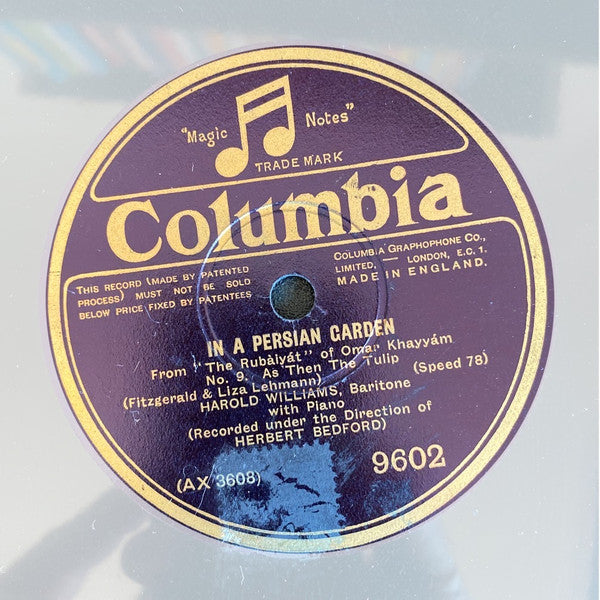 "Magic Notes"
TRADE MARK
Columbia
THIS RECORD (MADE BY PATENTED
PROCESS) MUST NOT BE SOLD
BELOW PRICE FIXED BY PATENTEES
COLUMBIA GRAPHOPHONE CO.,
LIMITED, — LONDON, E.C. 1.
MADE IN ENGLAND.
IN A PERSIAN GARDEN
From "The Rubàiyát" of Omar Khayyám
No. 9. As Then The Tulip
(Fitzgerald & Liza Lehmann)
(Speed 78)
HAROLD WILLIAMS, Baritone
with Piano
(Recorded under the Direction of
HERBERT BEDFORD)
(AX 3608)
9602